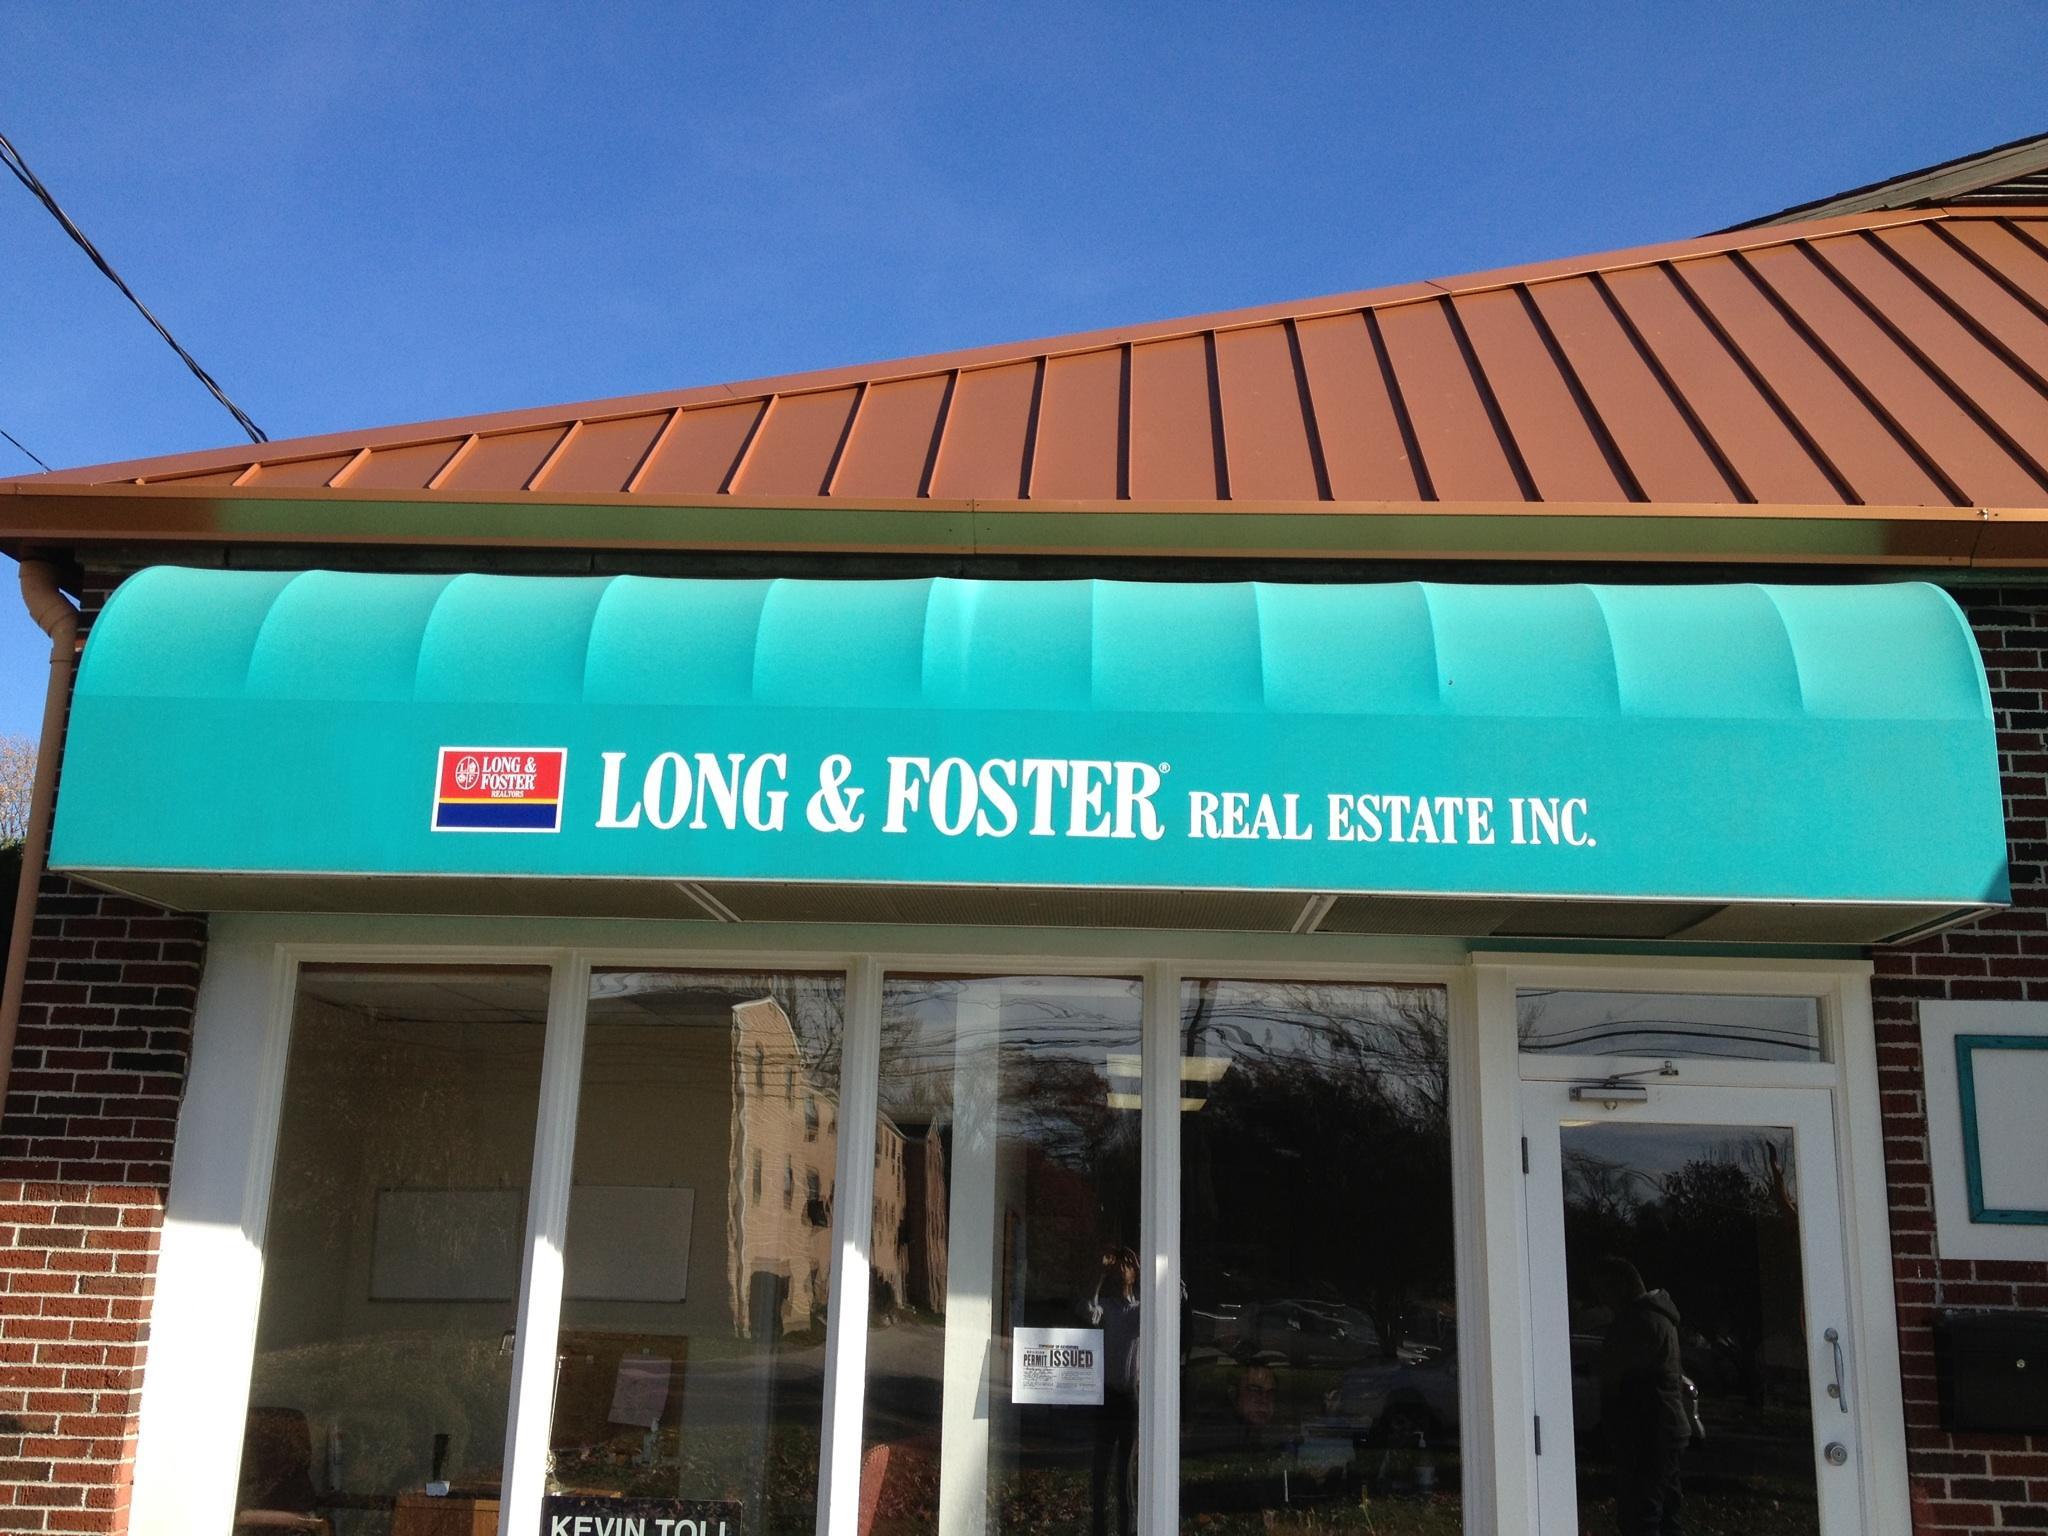 LONG &
FOSTER
REALTORS
LONG & FOSTER® REAL ESTATE INC.
PERMIT ISSUED
KEVIN TOLL